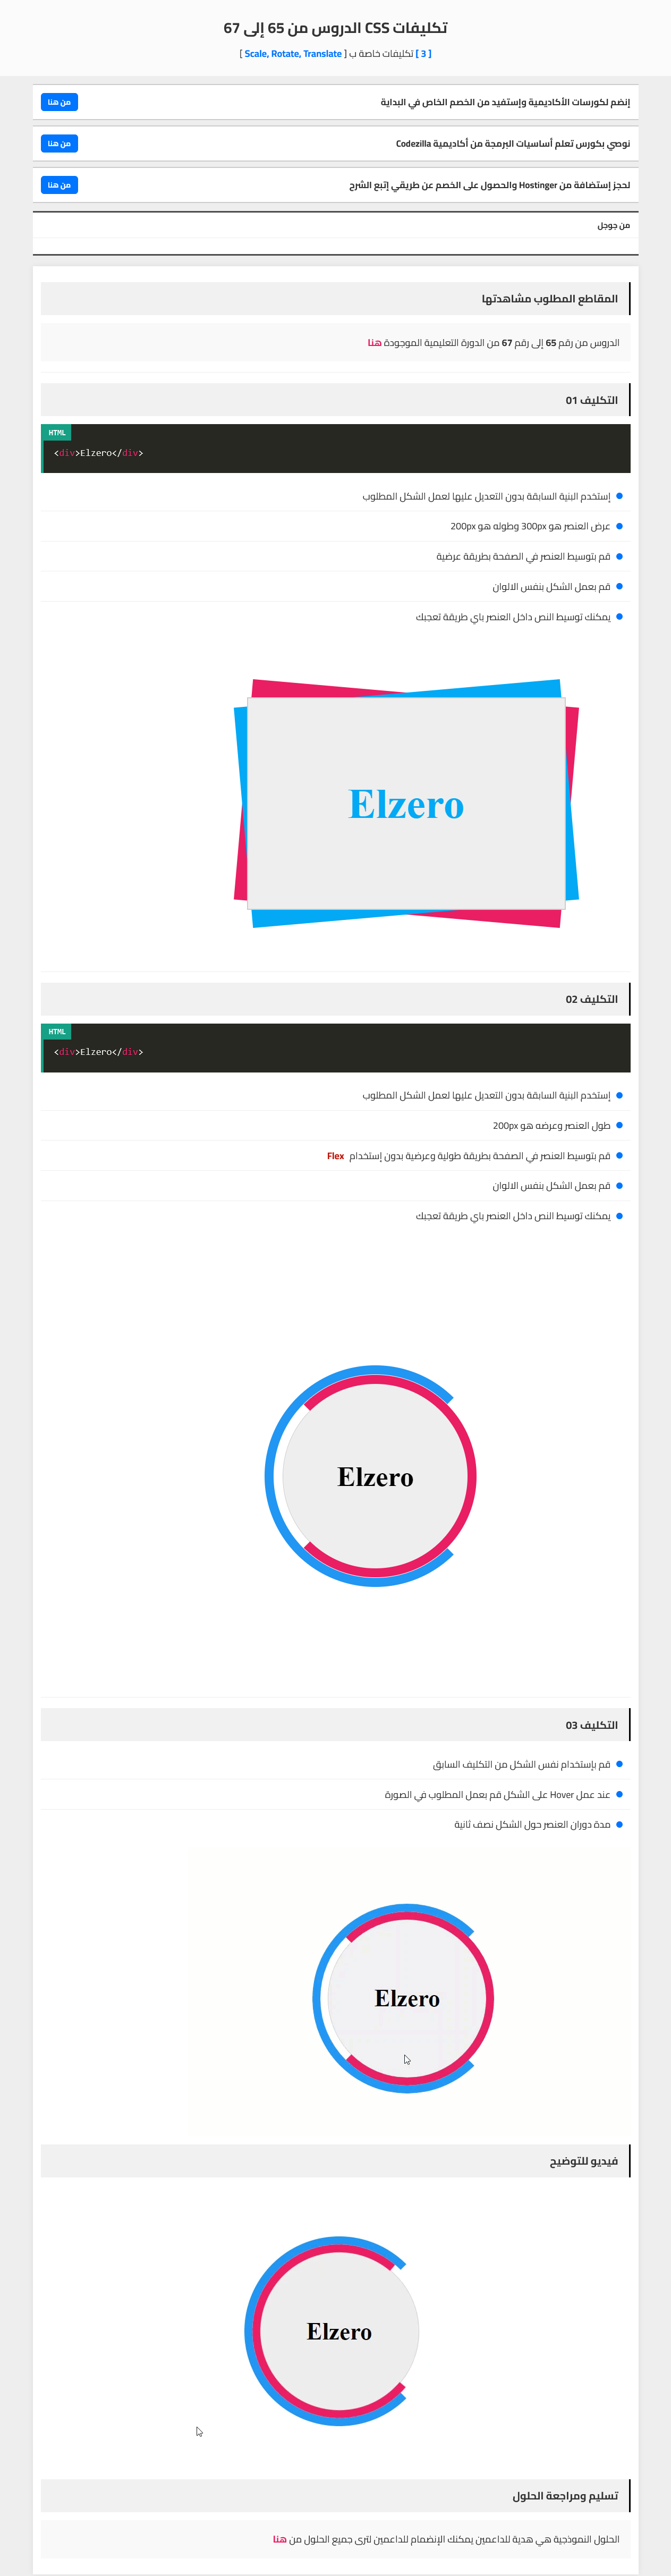 تكليفات CSS الدروس من 65 إلى 67
[ 3 ] تكليفات خاصة ب [ Scale, Rotate, Translate ]
إنضم لكورسات الأكاديمية وإستفيد من الخصم الخاص في البداية
من هنا
نوصي بكورس تعلم أساسيات البرمجة من أكاديمية Codezilla
من هنا
لحجز إستضافة من Hostinger والحصول على الخصم عن طريقي إتبع الشرح
من هنا
من جوجل
المقاطع المطلوب مشاهدتها
الدروس من رقم 65 إلى رقم 67 من الدورة التعليمية الموجودة هنا
التكليف 01
HTML
<div>Elzero</div>
إستخدم البنية السابقة بدون التعديل عليها لعمل الشكل المطلوب
عرض العنصر هو 300px وطوله هو 200px
قم بتوسيط العنصر في الصفحة بطريقة عرضية
قم بعمل الشكل بنفس الالوان
يمكنك توسيط النص داخل العنصر باي طريقة تعجبك
Elzero
التكليف 02
HTML
<div>Elzero</div>
إستخدم البنية السابقة بدون التعديل عليها لعمل الشكل المطلوب
طول العنصر وعرضه هو 200px
قم بتوسيط العنصر في الصفحة بطريقة طولية وعرضية بدون إستخدام Flex
قم بعمل الشكل بنفس الالوان
يمكنك توسيط النص داخل العنصر باي طريقة تعجبك
Elzero
التكليف 03
قم بإستخدام نفس الشكل من التكليف السابق
عند عمل Hover على الشكل قم بعمل المطلوب في الصورة
مدة دوران العنصر حول الشكل نصف ثانية
Elzero
فيديو للتوضيح
Elzero
تسليم ومراجعة الحلول
الحلول النموذجية هي هدية للداعمين يمكنك الإنضمام للداعمين لترى جميع الحلول من هنا